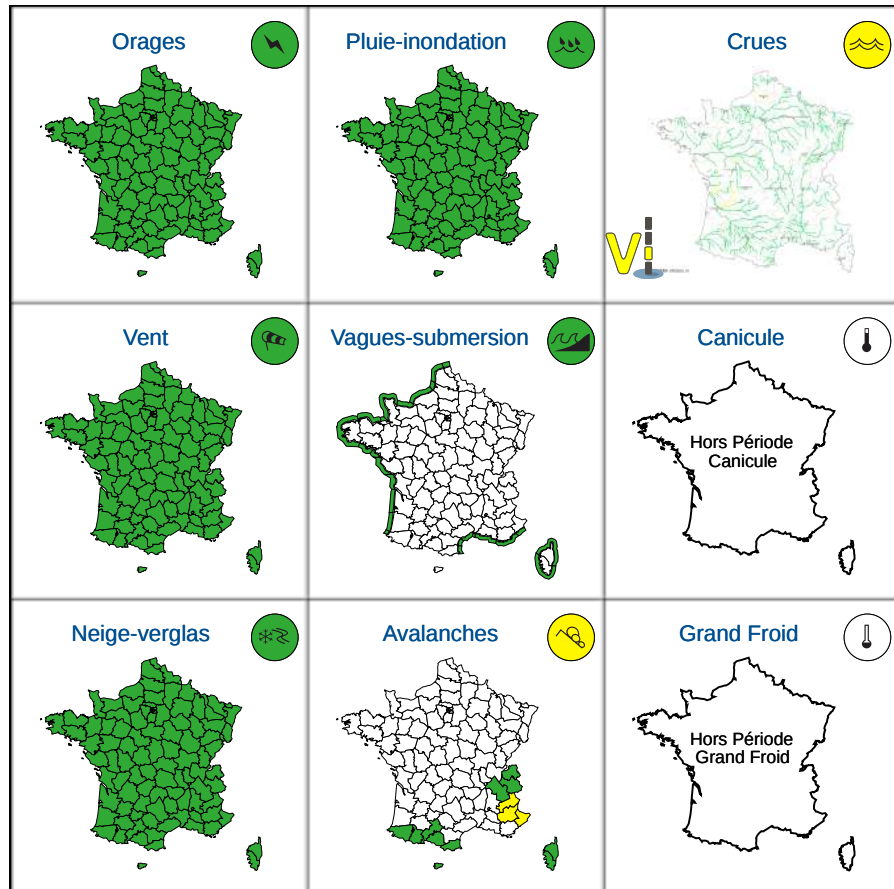 Orages
Pluie-inondation
Crues
Vi
Vent
Vagues-submersion
Canicule
Hors Période
Canicule
Neige-verglas
Avalanches
Grand Froid
Hors Période
Grand Froid